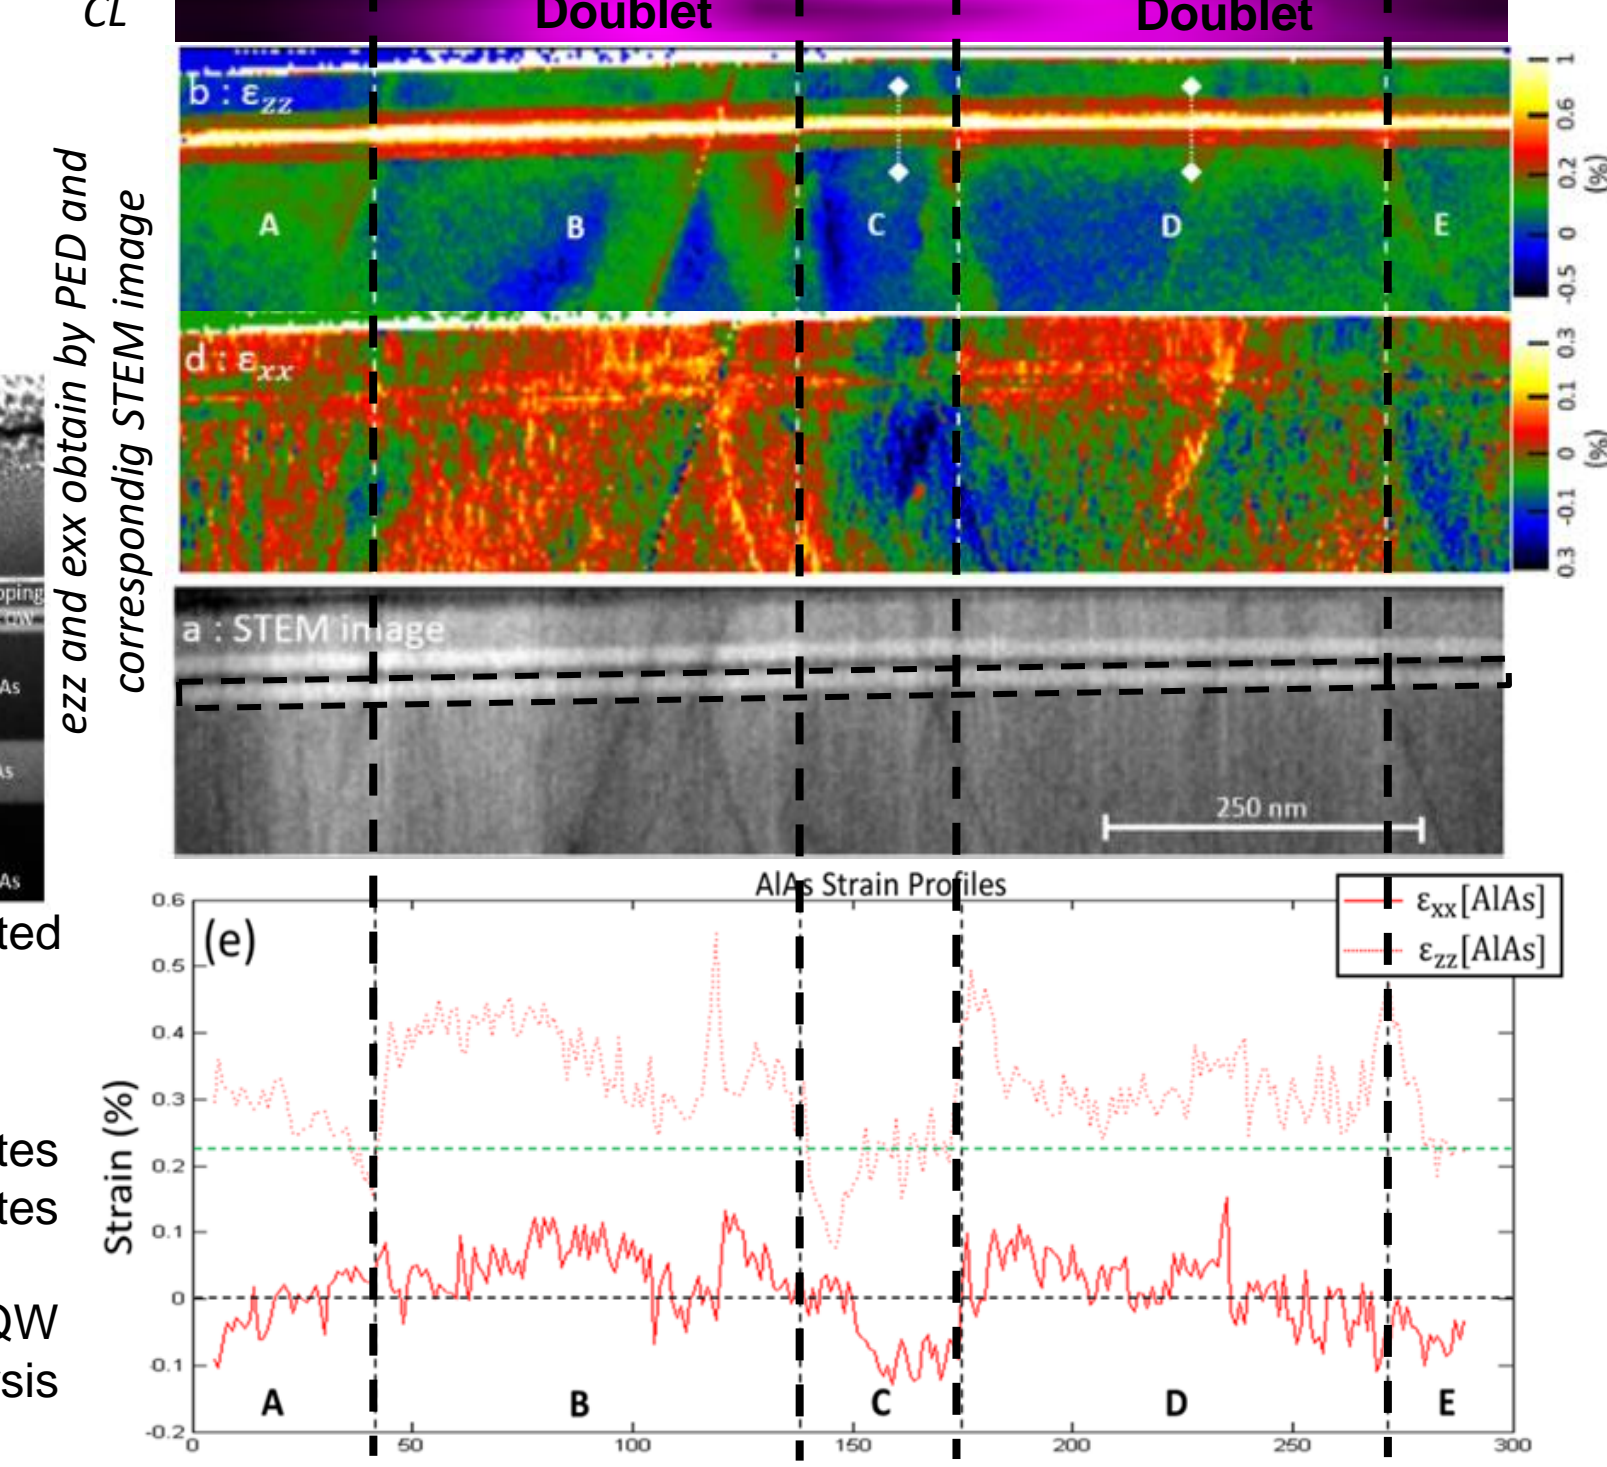 CL
Doublet
Doublet
ezz and exx obtain by PED and
correspondig STEM image
b : εzz
A
B
C
D
E
1
0.6
0.2
0
-0.5
(%)
d : εxx
0.3
0.1
0
-0.1
0.3
(%)
a : STEM image
250 nm
pping
QW
As
As
As
ted
tes
tes
QW
sis
AlAs Strain Profiles
(e)
εxx[AlAs]
εzz[AlAs]
Strain (%)
0.6
0.5
0.4
0.3
0.2
0.1
0
0.1
-0.2
A
B
C
D
E
0
50
100
150
200
250
300